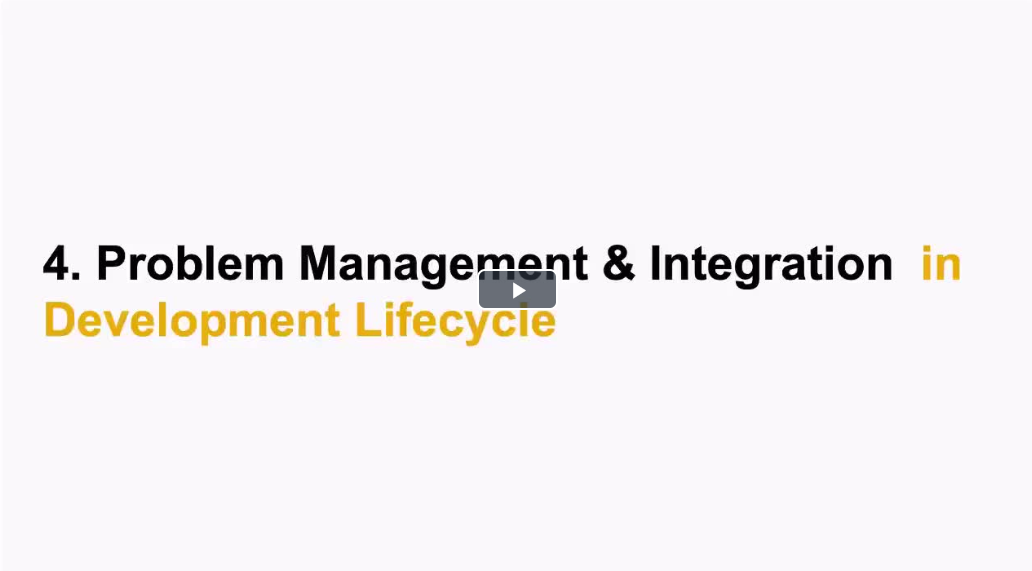 4. Problem Management & Integration in
Development Lifecycle